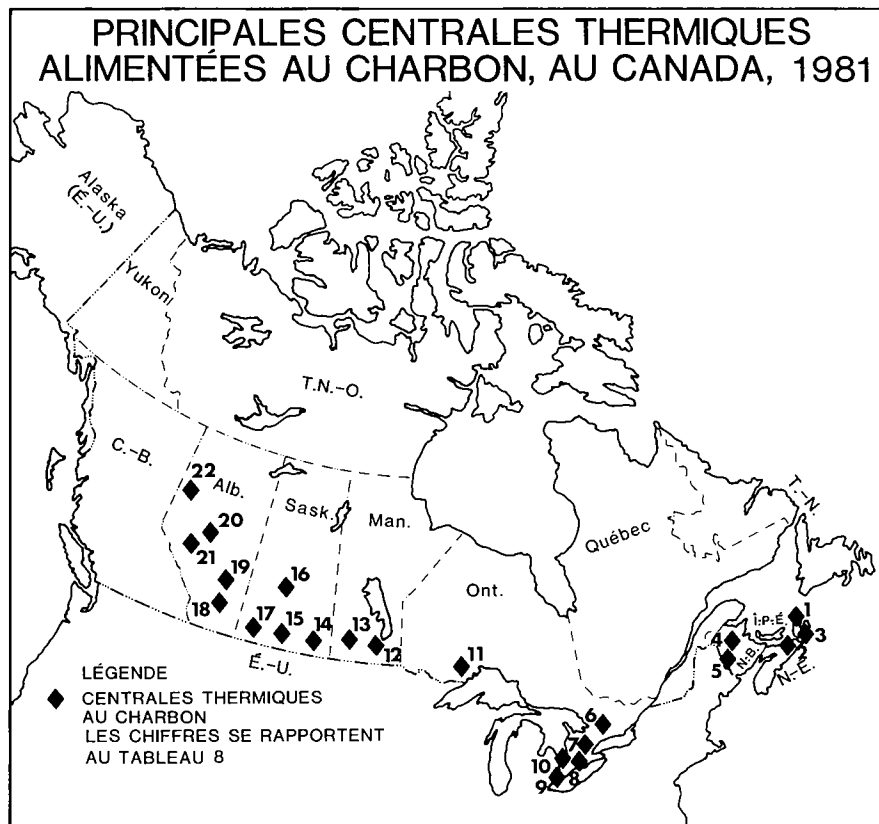 PRINCIPALES CENTRALES THERMIQUES
ALIMENTÉES AU CHARBON, AU CANADA, 1981
Alaska
(É.-U.)
Yukon
T.N.-O.
C.-B.
22
Alb.
Sask.
Man.
Québec
T.-N.
20
21
19
16
Ont.
18
17
15
14
13
12
11
É.-U.
1
Î.-P.-É.
3
4
2
5
N.-B.
N.-É.
6
7
10
8
9
LÉGENDE
CENTRALES THERMIQUES
AU CHARBON
LES CHIFFRES SE RAPPORTENT
AU TABLEAU 8